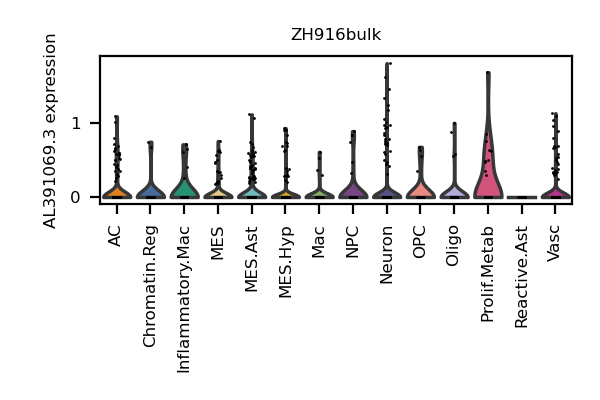 ZH916bulk
AL391069.3 expression
1
0
AC
Chromatin.Reg
Inflammatory.Mac
MES
MES.Ast
MES.Hyp
Mac
NPC
Neuron
OPC
Oligo
Prolif.Metab
Reactive.Ast
Vasc